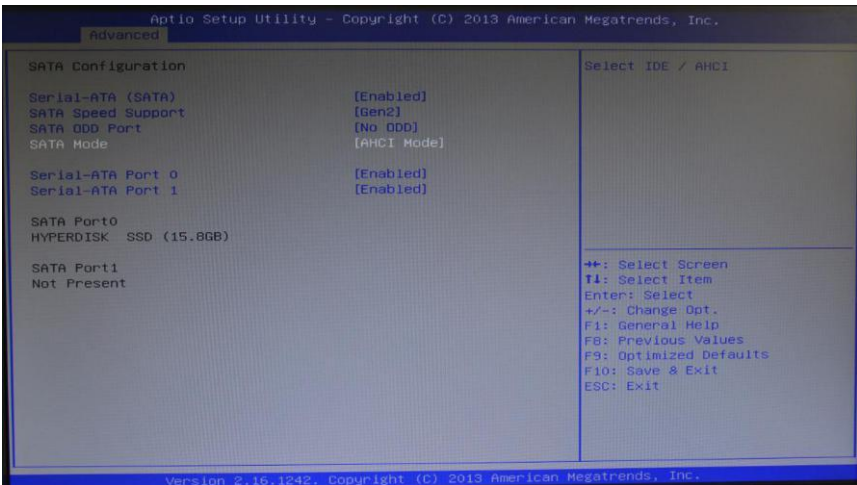 Aptio Setup Utility - Copyright (C) 2013 American Megatrends, Inc.
Advanced
SATA Configuration
Serial-ATA (SATA) [Enabled]
SATA Speed Support [Gen2]
SATA ODD Port [No ODD]
SATA Mode [AHCI Mode]
Serial-ATA Port 0 [Enabled]
Serial-ATA Port 1 [Enabled]
SATA Port0
HYPERDISK SSD (15.8GB)
SATA Port1
Not Present
Select IDE / AHCI
→←: Select Screen
↑↓: Select Item
Enter: Select
+/-: Change Opt.
F1: General Help
F8: Previous Values
F9: Optimized Defaults
F10: Save & Exit
ESC: Exit
Version 2.16.1242. Copyright (C) 2013 American Megatrends, Inc.